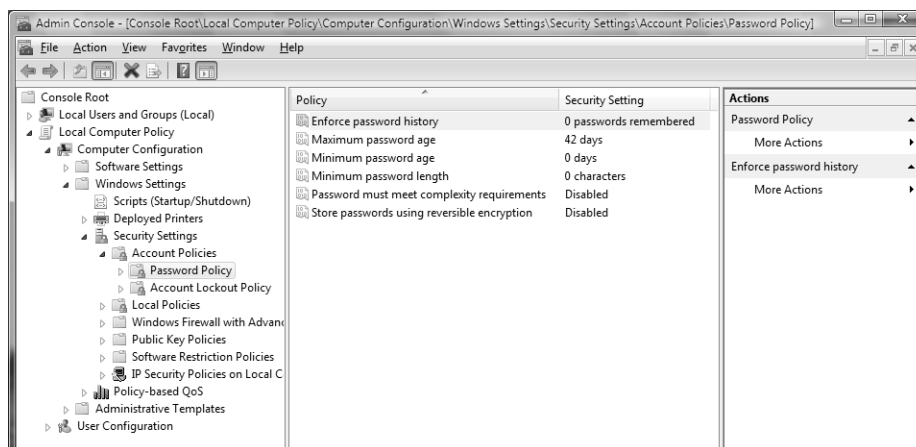 Admin Console - [Console Root\Local Computer Policy\Computer Configuration\Windows Settings\Security Settings\Account Policies\Password Policy]
File Action View Favorites Window Help
Console Root
Local Users and Groups (Local)
Local Computer Policy
Computer Configuration
Software Settings
Windows Settings
Scripts (Startup/Shutdown)
Deployed Printers
Security Settings
Account Policies
Password Policy
Account Lockout Policy
Local Policies
Windows Firewall with Advan
Public Key Policies
Software Restriction Policies
IP Security Policies on Local C
Policy-based QoS
Administrative Templates
User Configuration
Policy Security Setting
Enforce password history 0 passwords remembered
Maximum password age 42 days
Minimum password age 0 days
Minimum password length 0 characters
Password must meet complexity requirements Disabled
Store passwords using reversible encryption Disabled
Actions
Password Policy
More Actions
Enforce password history
More Actions